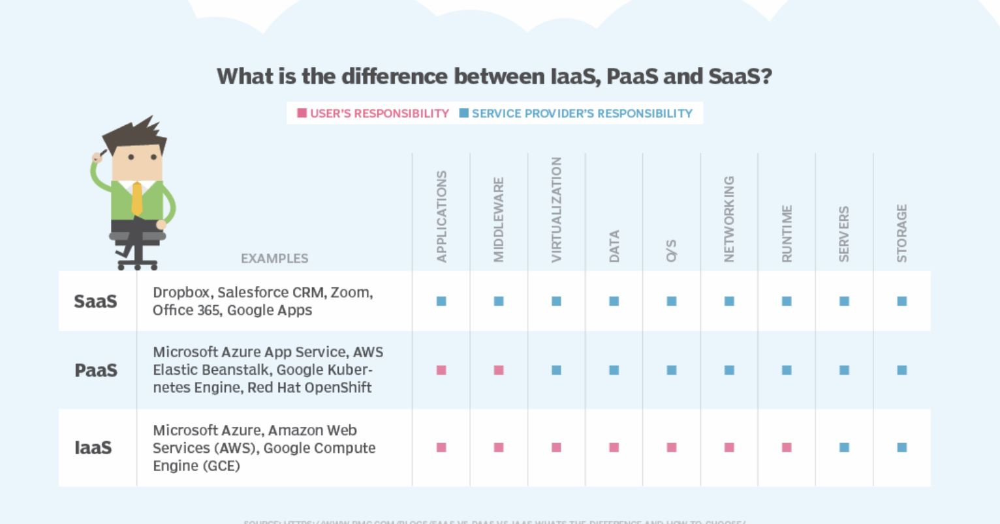 What is the difference between IaaS, PaaS and SaaS?
USER'S RESPONSIBILITY
SERVICE PROVIDER'S RESPONSIBILITY
EXAMPLES
APPLICATIONS
MIDDLEWARE
VIRTUALIZATION
DATA
O/S
NETWORKING
RUNTIME
SERVERS
STORAGE
SaaS
Dropbox, Salesforce CRM, Zoom,
Office 365, Google Apps
PaaS
Microsoft Azure App Service, AWS
Elastic Beanstalk, Google Kuber-
netes Engine, Red Hat OpenShift
IaaS
Microsoft Azure, Amazon Web
Services (AWS), Google Compute
Engine (GCE)
SOURCE: HTTPS://WWW.BMC.COM/BLOGS/SAAS-VS-PAAS-VS-IAAS-WHATS-THE-DIFFERENCE-AND-HOW-TO-CHOOSE/